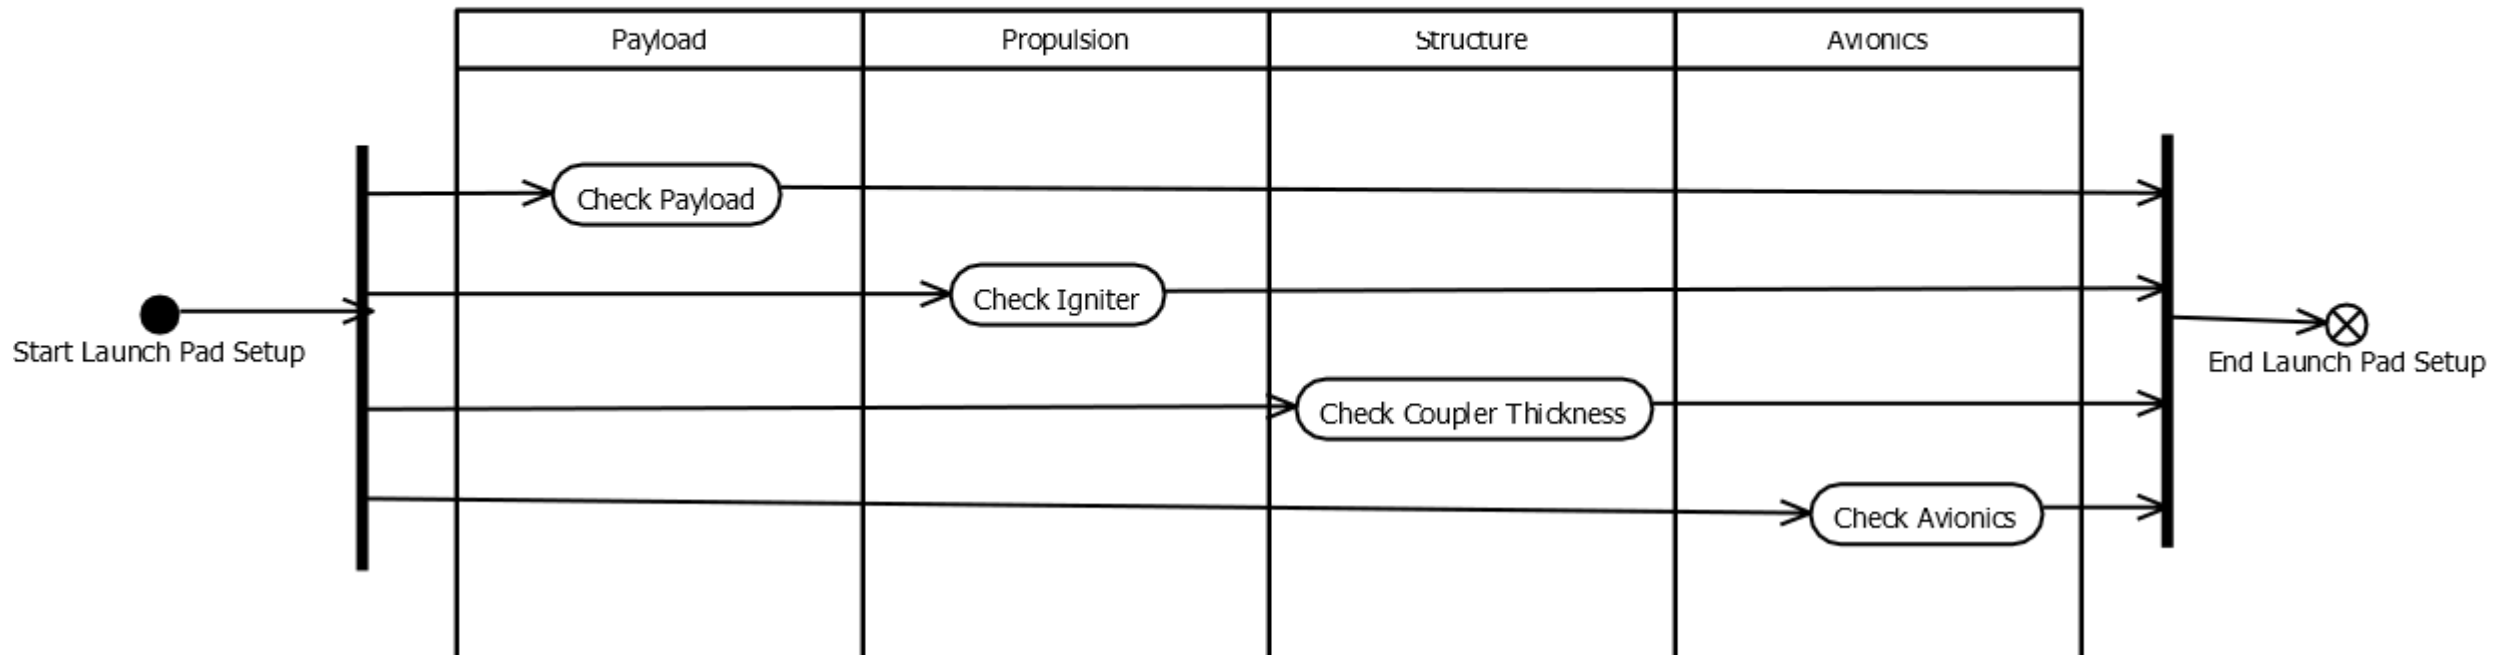 Payload
Propulsion
Structure
Avionics
Check Payload
Check Igniter
Start Launch Pad Setup
End Launch Pad Setup
Check Coupler Thickness
Check Avionics